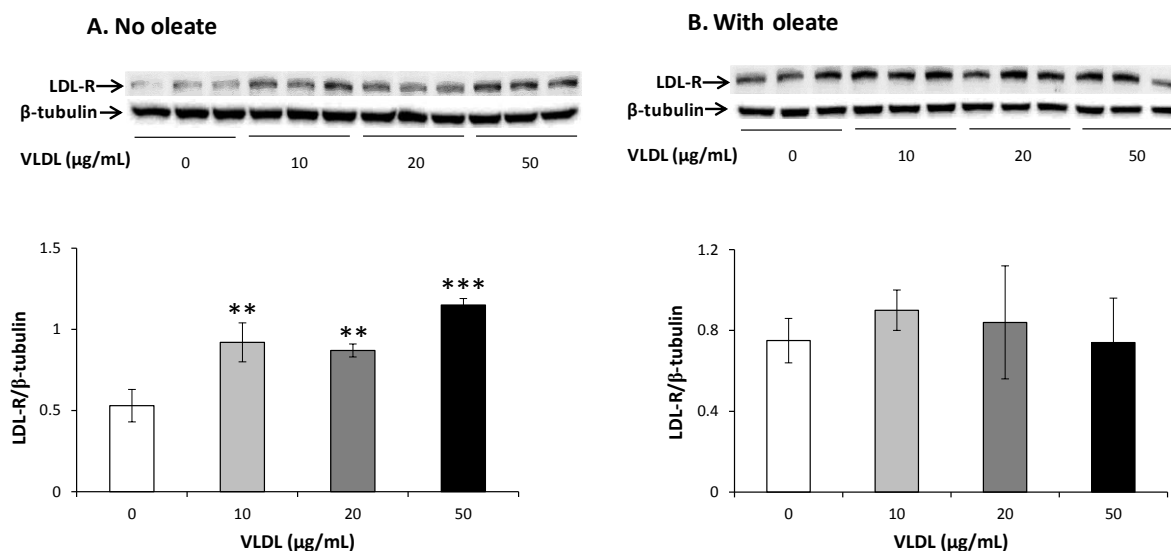 A. No oleate
LDL-R
β-tubulin
VLDL (µg/mL) 0 10 20 50
1.5
1
0.5
0
LDL-R/β-tubulin
** ** ***
0 10 20 50
VLDL (µg/mL)
B. With oleate
LDL-R
β-tubulin
VLDL (µg/mL) 0 10 20 50
1.2
0.8
0.4
0
LDL-R/β-tubulin
0 10 20 50
VLDL (µg/mL)